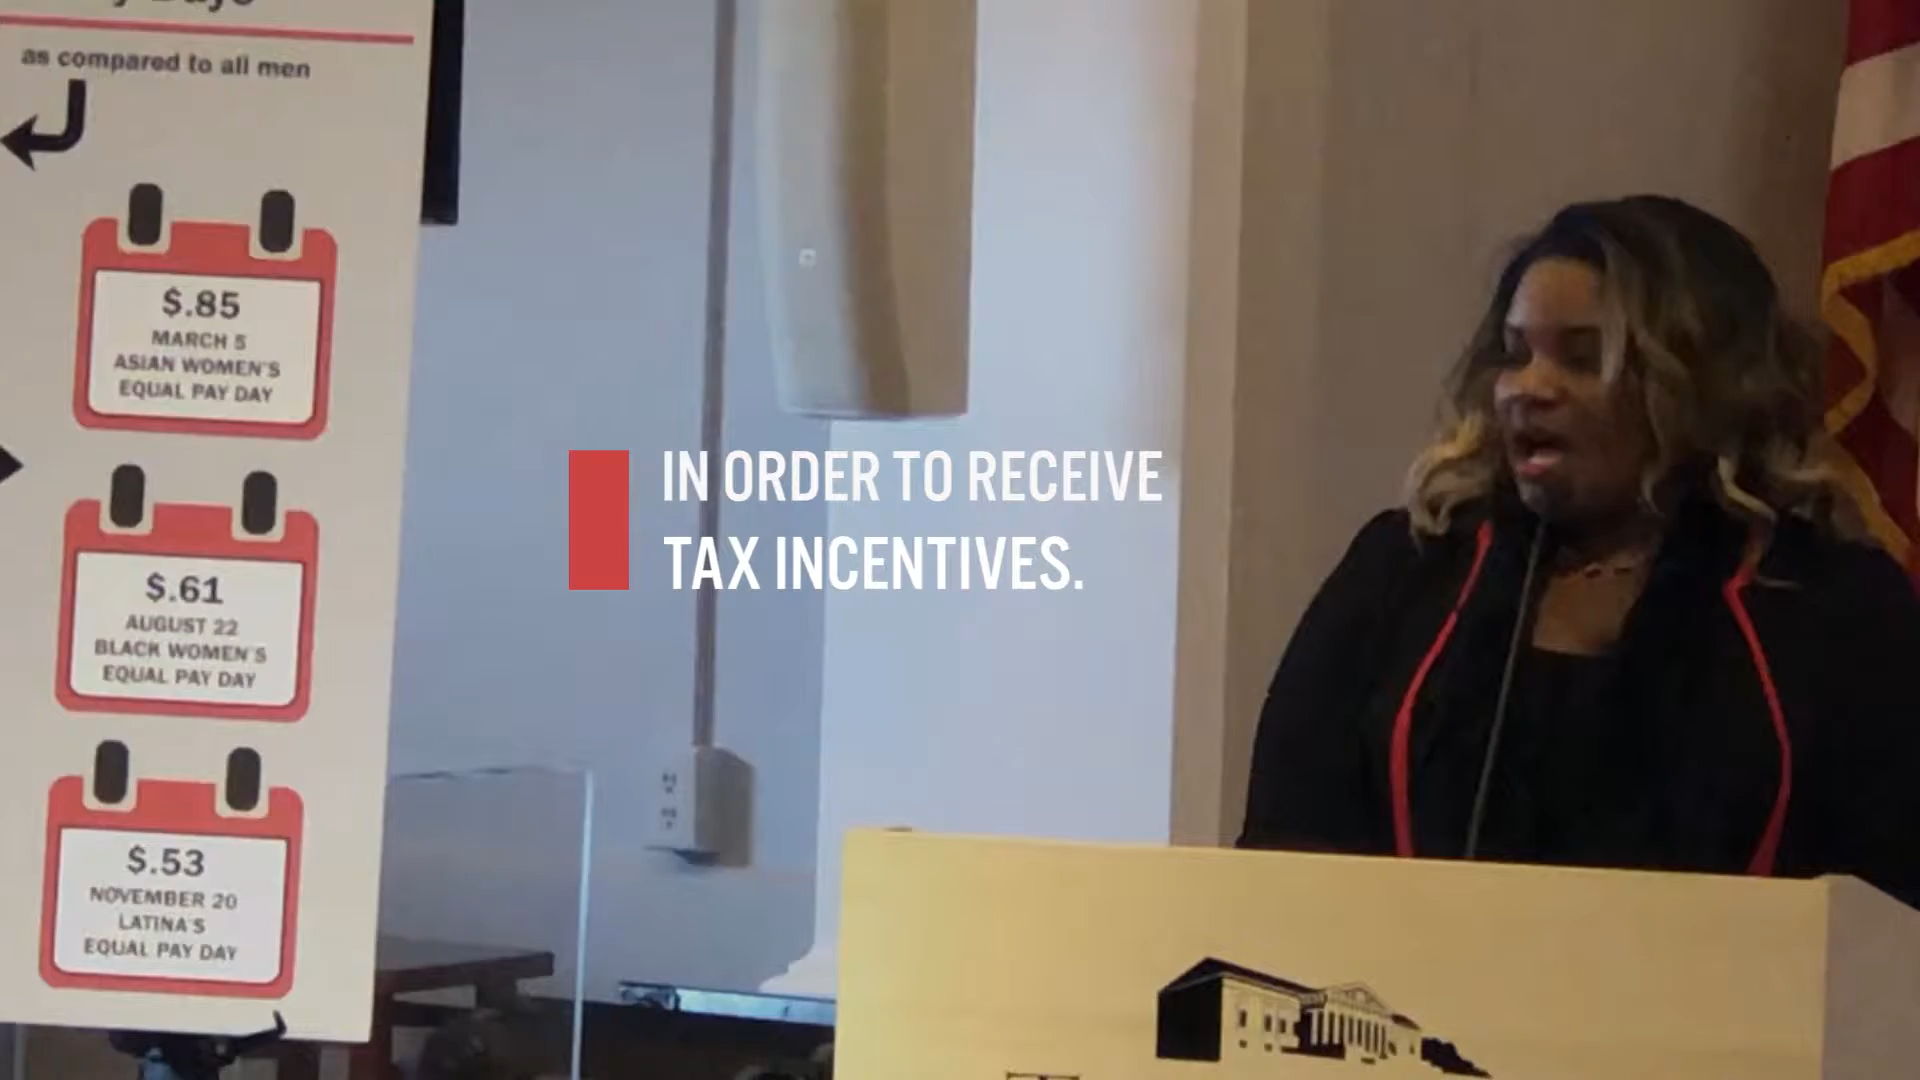 as compared to all men
$.85
MARCH 5
ASIAN WOMEN'S
EQUAL PAY DAY
$.61
AUGUST 22
BLACK WOMEN'S
EQUAL PAY DAY
$.53
NOVEMBER 20
LATINA'S
EQUAL PAY DAY
IN ORDER TO RECEIVE
TAX INCENTIVES.